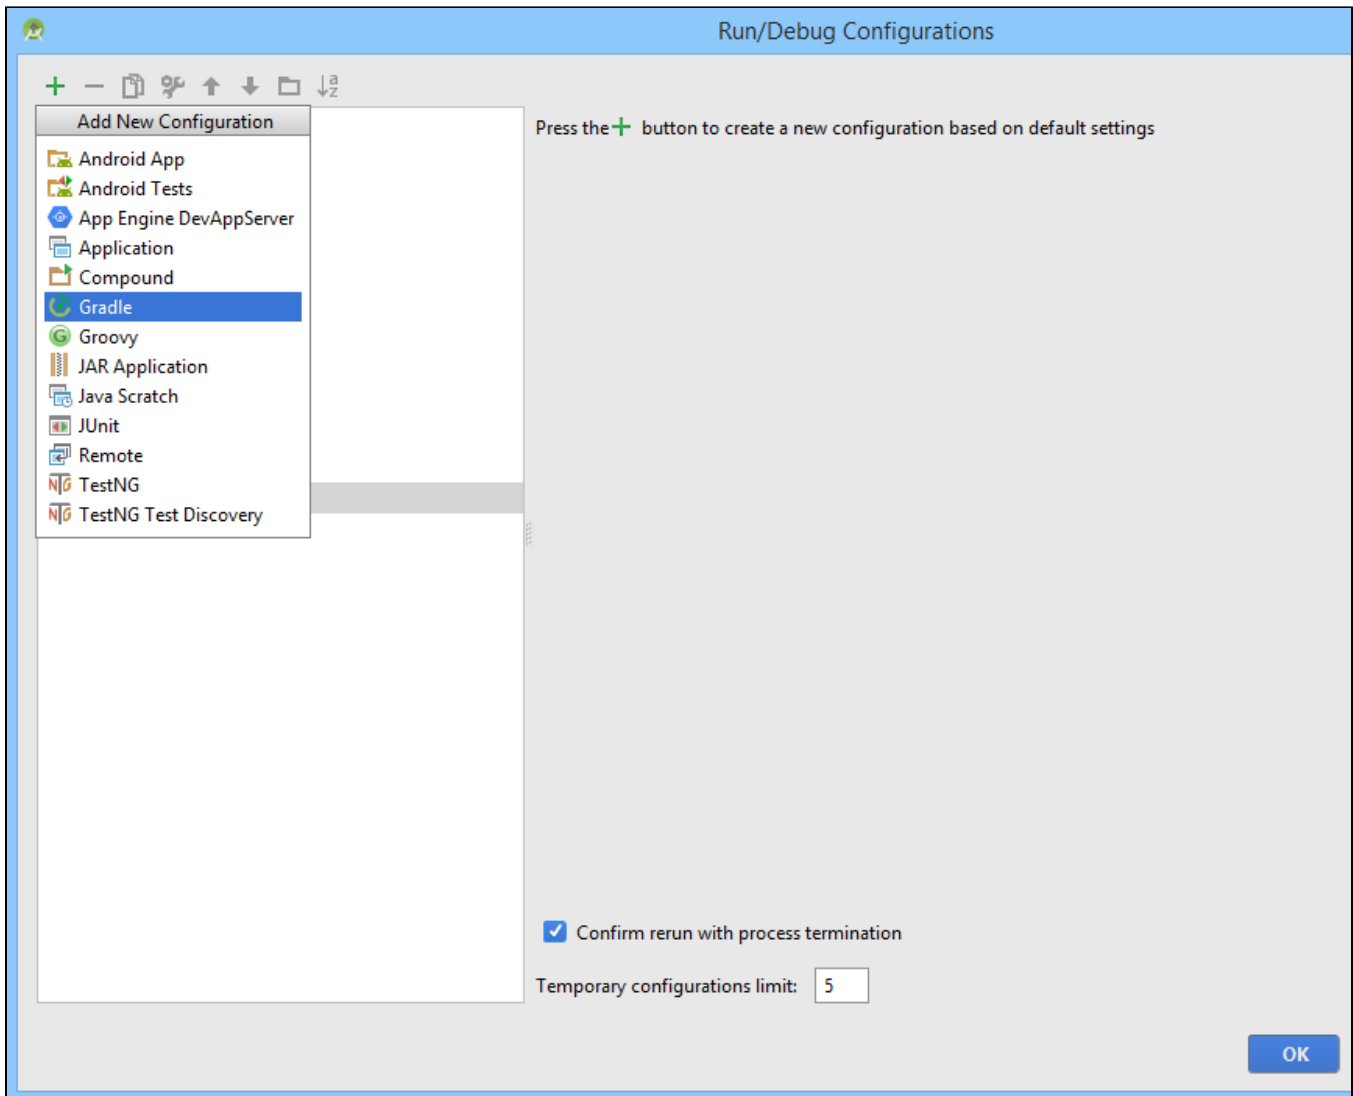 Run/Debug Configurations
Add New Configuration
Android App
Android Tests
App Engine DevAppServer
Application
Compound
Gradle
Groovy
JAR Application
Java Scratch
JUnit
Remote
TestNG
TestNG Test Discovery
Press the + button to create a new configuration based on default settings
Confirm rerun with process termination
Temporary configurations limit: 5
OK